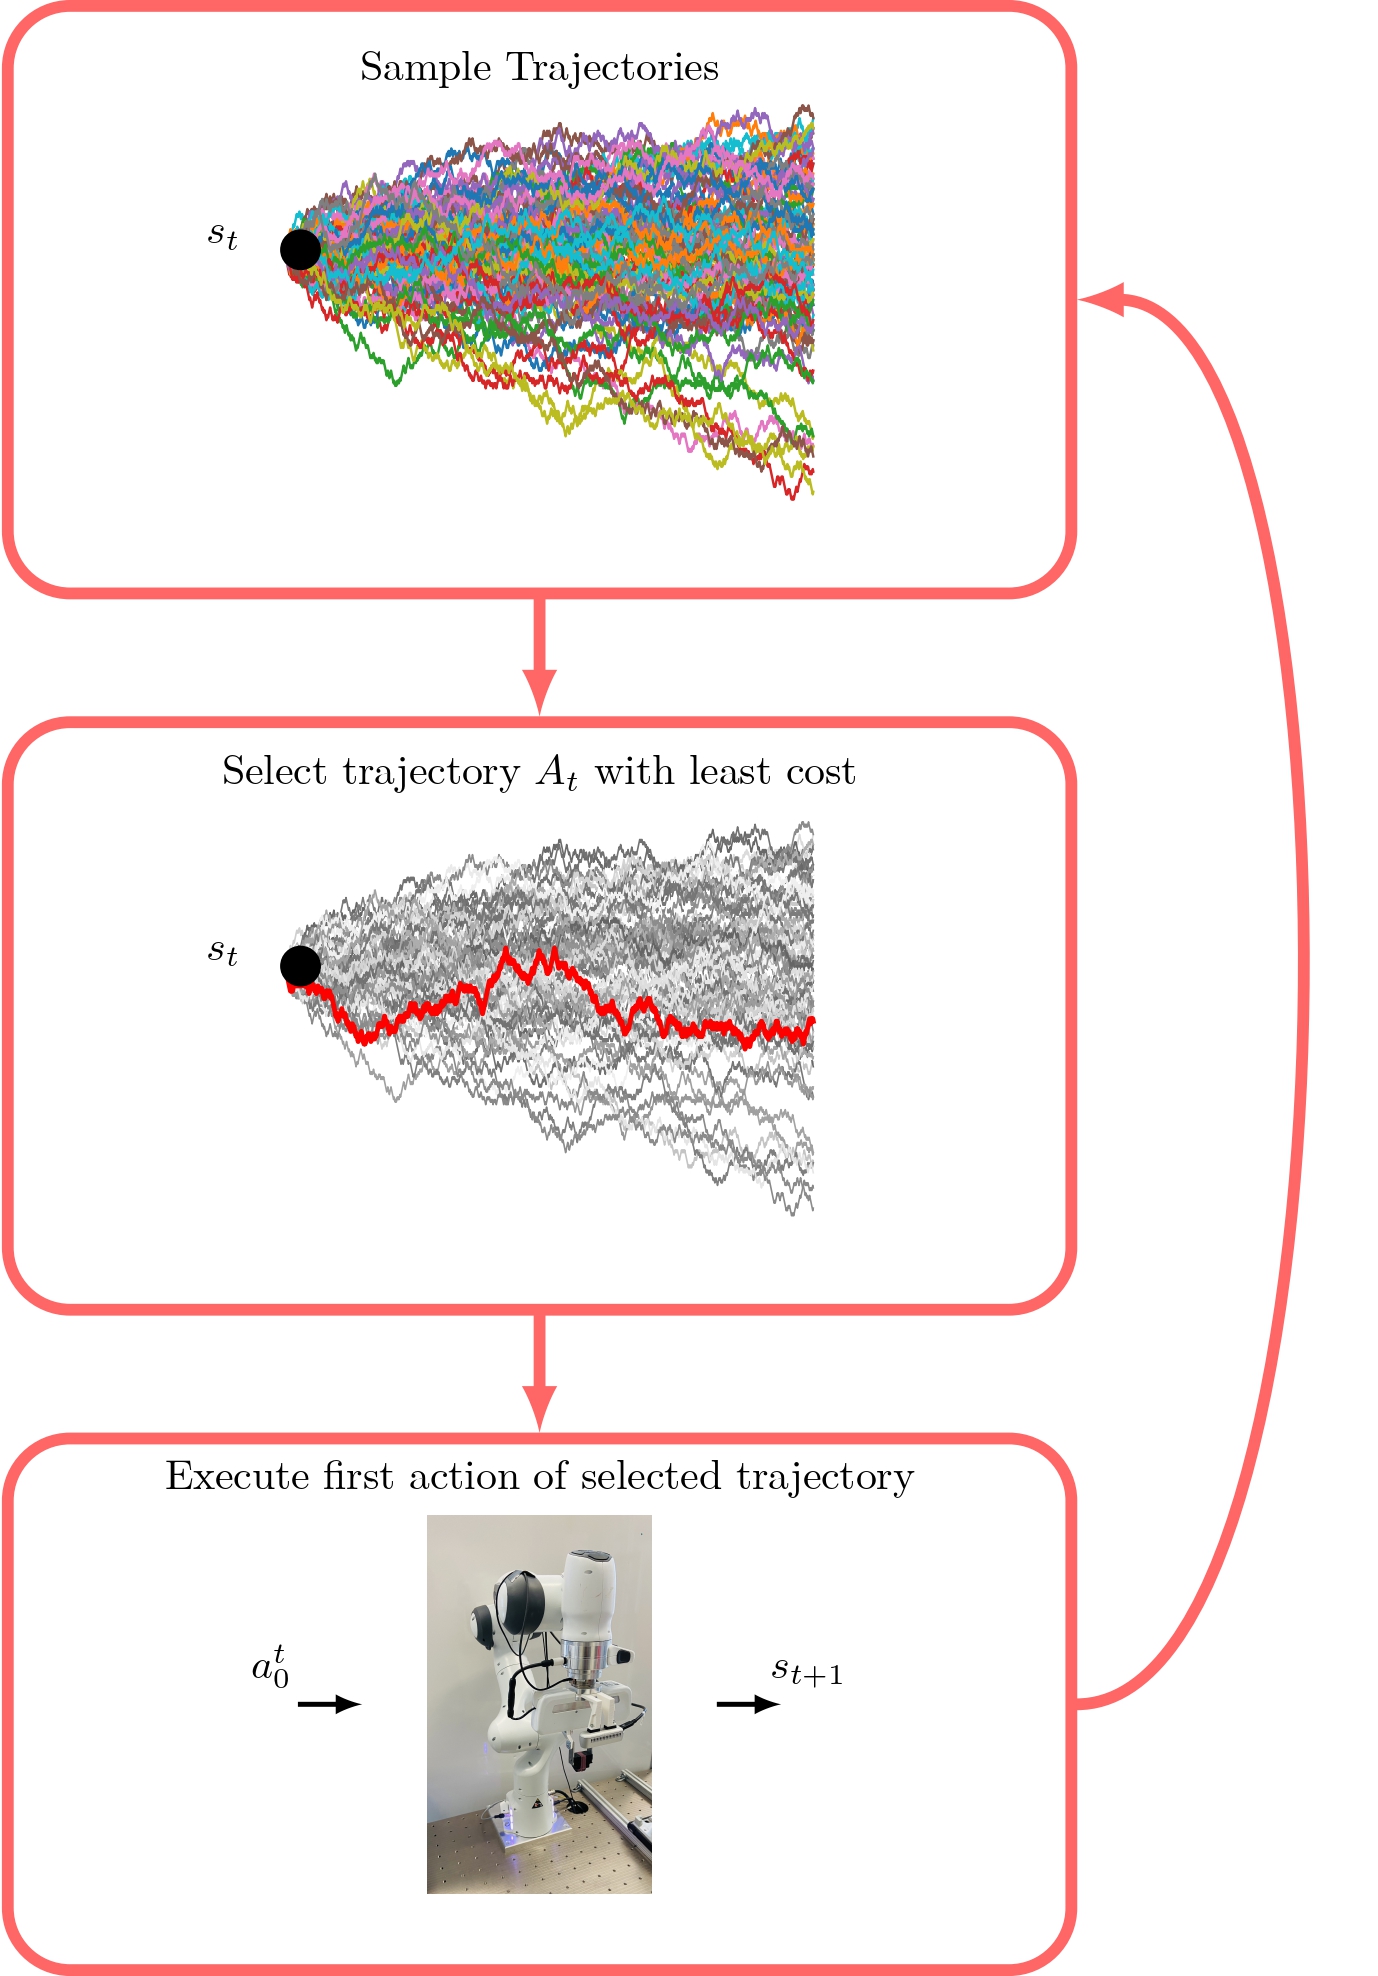 Sample Trajectories
s_t
Select trajectory A_t with least cost
s_t
Execute first action of selected trajectory
a_0^t
s_{t+1}